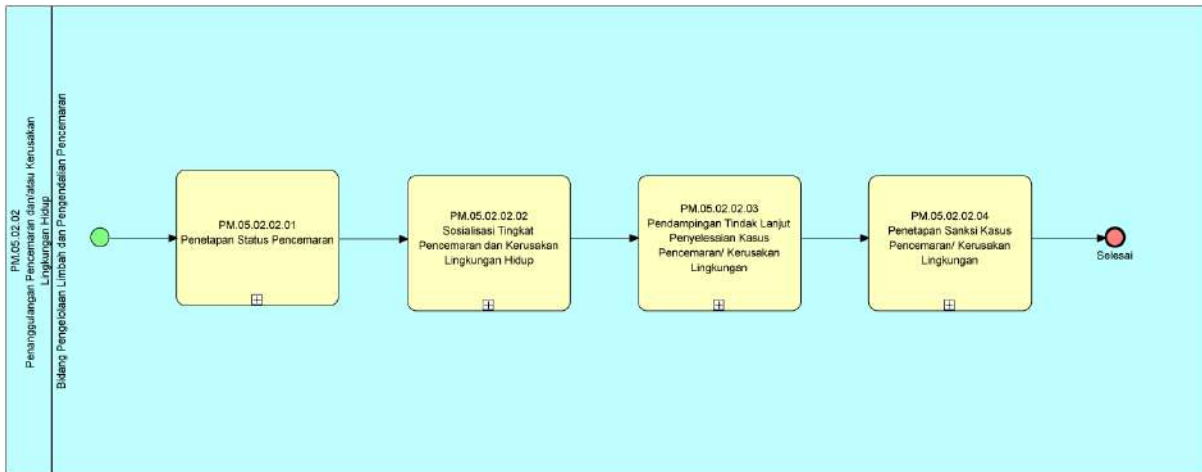 PM.05.02.02
Penanggulangan Pencemaran dan/atau Kerusakan
Lingkungan Hidup
Bidang Pengelolaan Limbah dan Pengendalian Pencemaran
PM.05.02.02.01
Penetapan Status Pencemaran
PM.05.02.02.02
Sosialisasi Tingkat
Pencemaran dan Kerusakan
Lingkungan Hidup
PM.05.02.02.03
Pendampingan Tindak Lanjut
Penyelesaian Kasus
Pencemaran/ Kerusakan
Lingkungan
PM.05.02.02.04
Penetapan Sanksi Kasus
Pencemaran/ Kerusakan
Lingkungan
Selesai